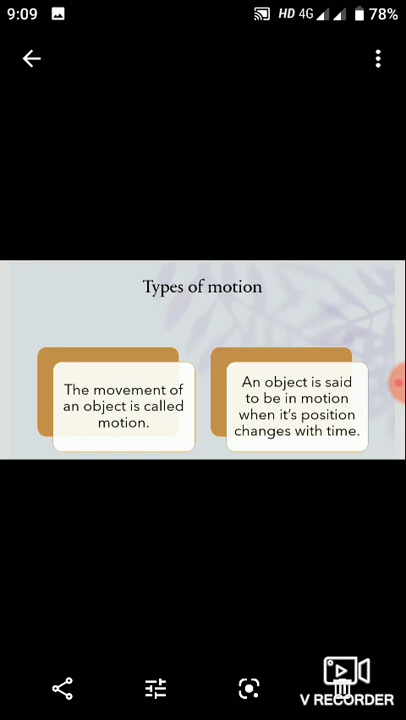 9:09
HD 4G 78%
Types of motion
The movement of
an object is called
motion.
An object is said
to be in motion
when it's position
changes with time.
V RECORDER